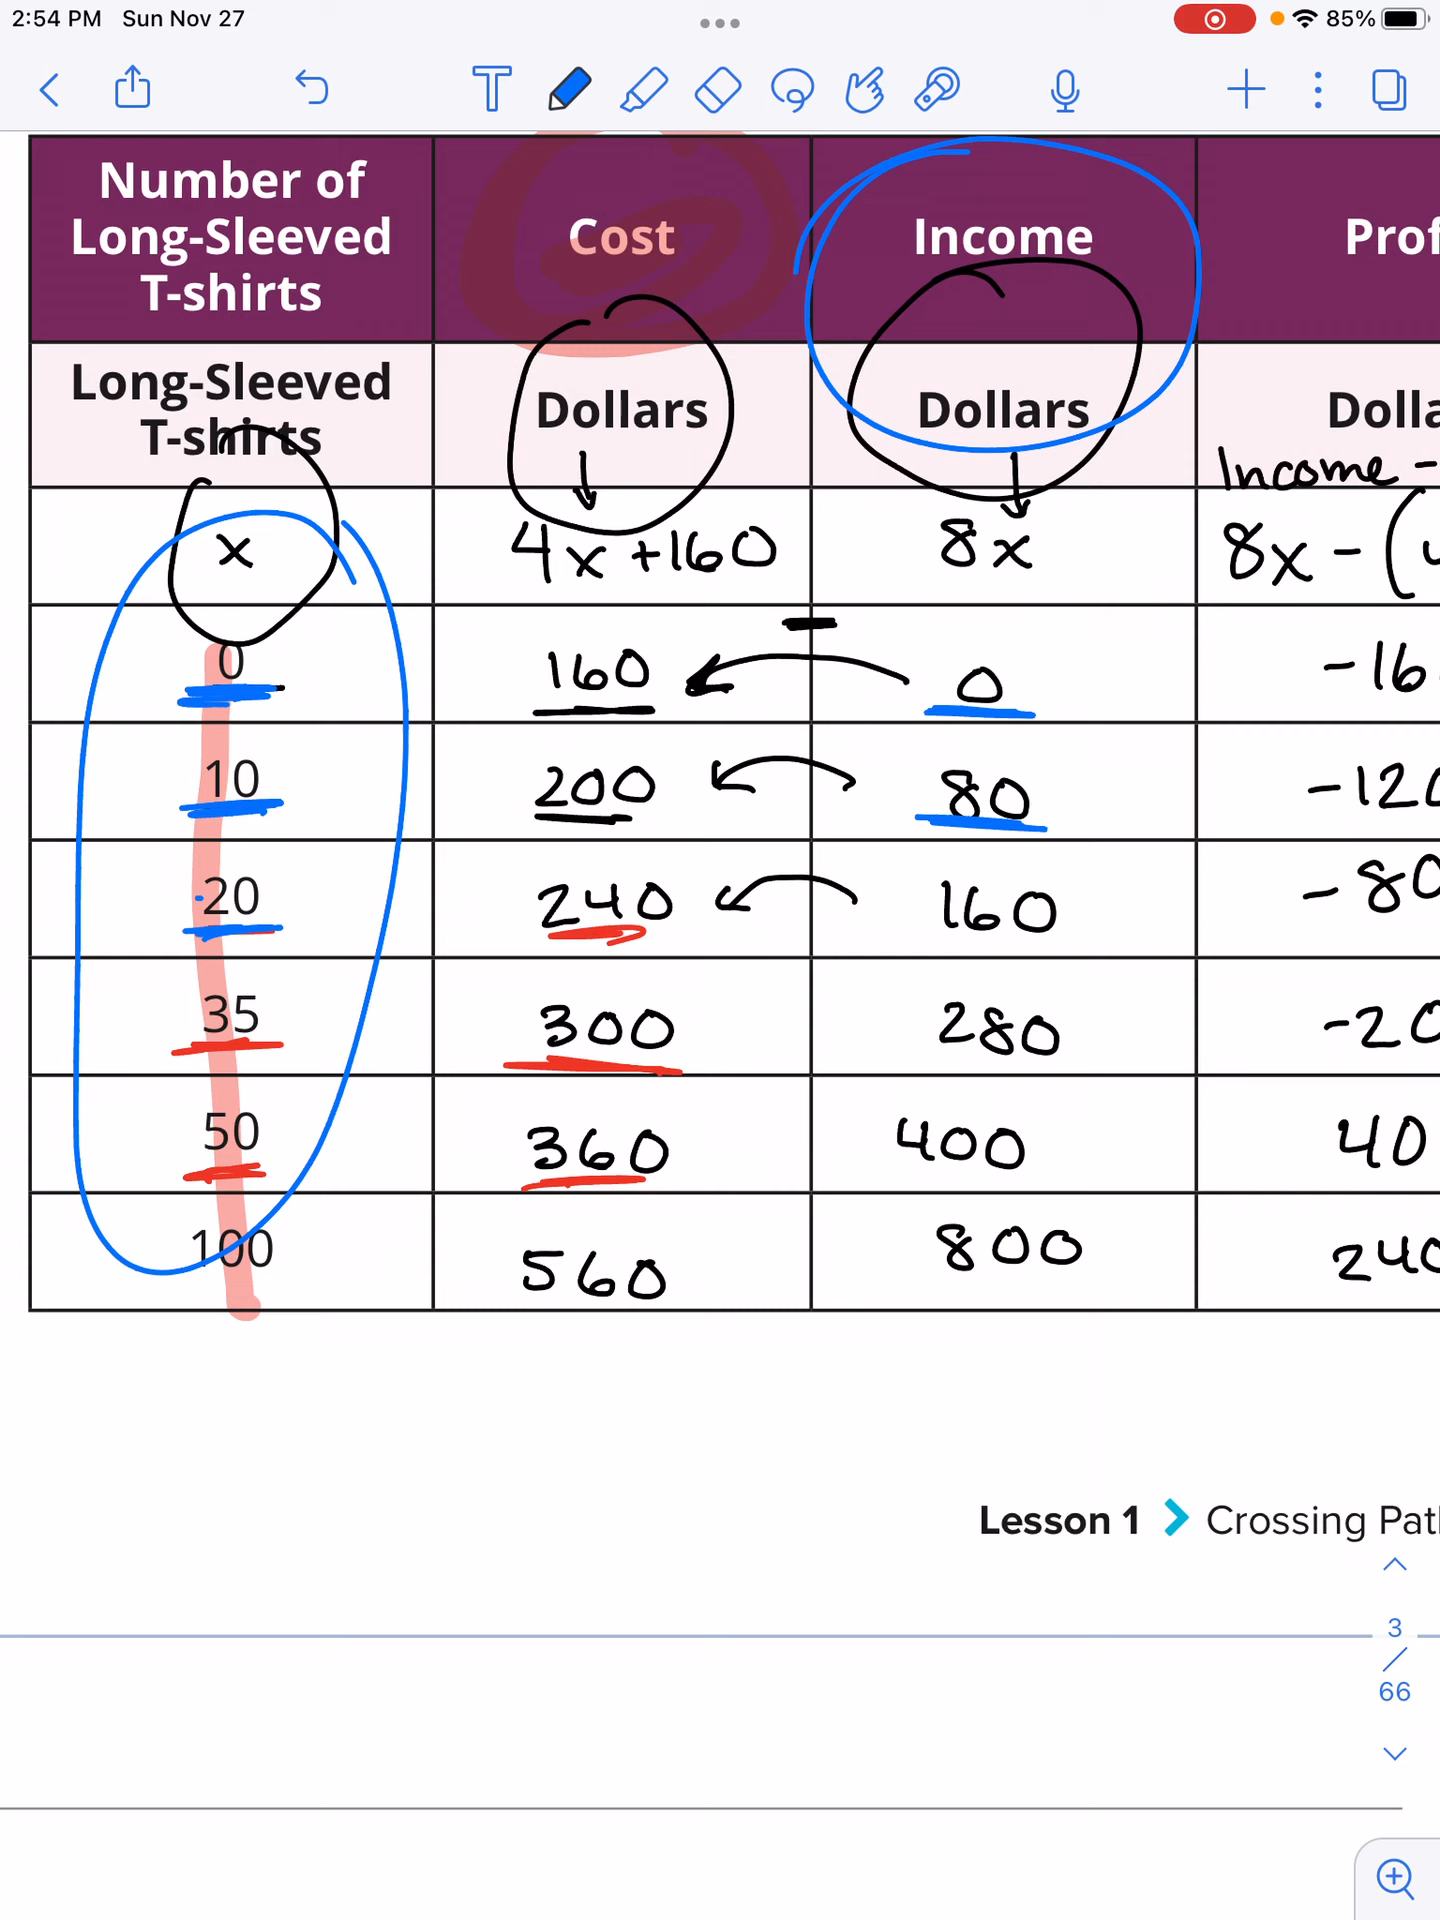 2:54 PM Sun Nov 27
85%
Number of
Long-Sleeved
T-shirts
Cost
Income
Prof
Long-Sleeved
T-shirts
Dollars
Dollars
Dolla
Income -
x
4x +160
8x
8x - (
0
160
-
0
-16
10
200
80
-120
20
240
160
-80
35
300
280
-20
50
360
400
40
100
560
800
240
Lesson 1 > Crossing Pat
3
/
66